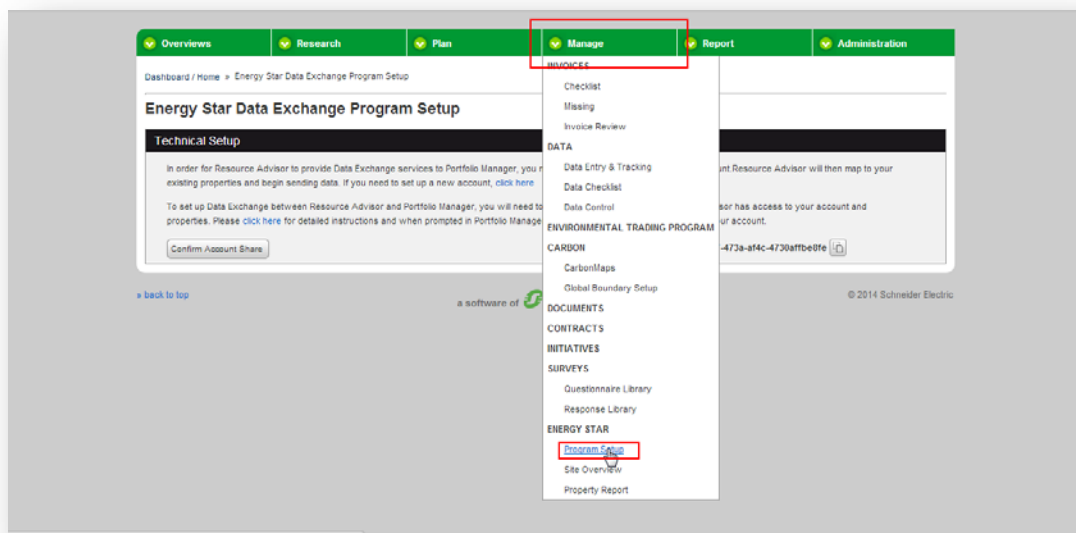 Overviews Research Plan Manage Report Administration
Dashboard / Home » Energy Star Data Exchange Program Setup
Energy Star Data Exchange Program Setup
Technical Setup
In order for Resource Advisor to provide Data Exchange services to Portfolio Manager, you
Resource Advisor will then map to your
existing properties and begin sending data. If you need to set up a new account, click here
To set up Data Exchange between Resource Advisor and Portfolio Manager, you will need to
has access to your account and
properties. Please click here for detailed instructions and when prompted in Portfolio Manage
account.
Confirm Account Share
-473a-af4c-4730affbe8fe
INVOICES
Checklist
Missing
Invoice Review
DATA
Data Entry & Tracking
Data Checklist
Data Control
ENVIRONMENTAL TRADING PROGRAM
CARBON
CarbonMaps
Global Boundary Setup
DOCUMENTS
CONTRACTS
INITIATIVES
SURVEYS
Questionnaire Library
Response Library
ENERGY STAR
Program Setup
Site Overview
Property Report
» back to top
a software of
© 2014 Schneider Electric